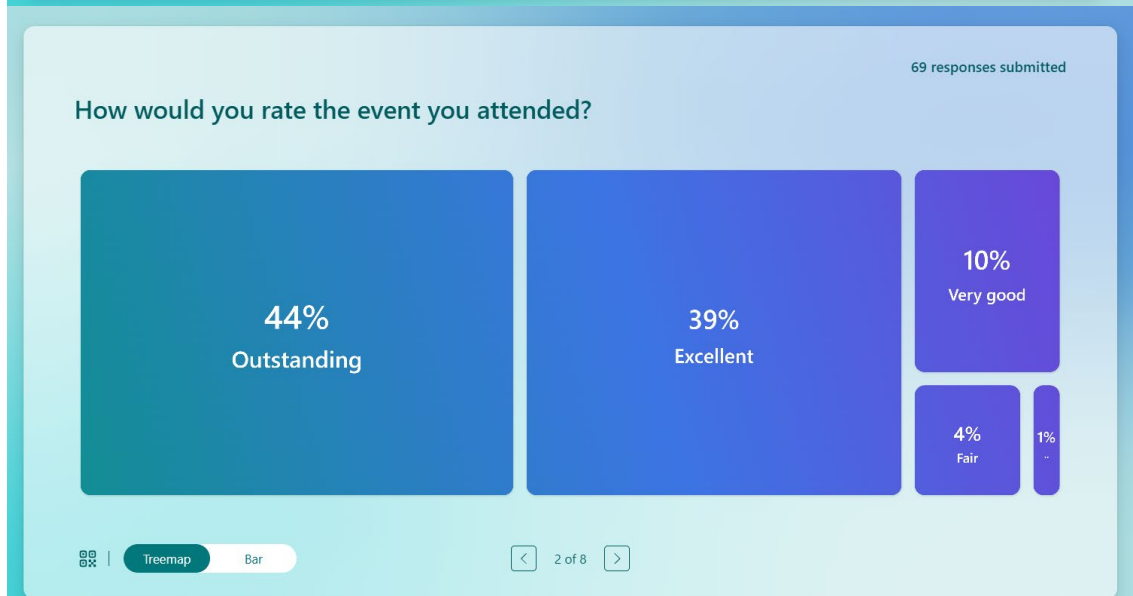 69 responses submitted
How would you rate the event you attended?
44%
Outstanding
39%
Excellent
10%
Very good
4%
Fair
1%
..
Treemap
Bar
2 of 8